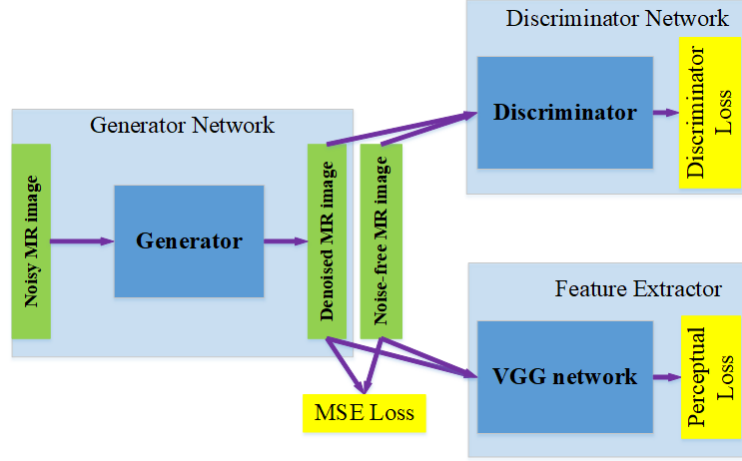 Discriminator Network
Discriminator
Discriminator
Loss
Generator Network
Noisy MR image
Generator
Denoised MR image
Noise-free MR image
MSE Loss
Feature Extractor
VGG network
Perceptual
Loss